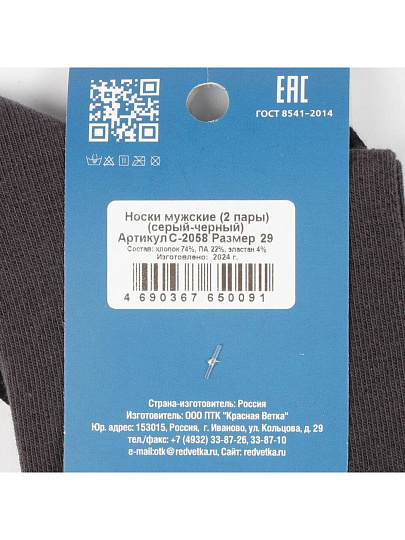 EAC
ГОСТ 8541-2014
Носки мужские (2 пары)
(серый-черный)
Артикул С-2058 Размер 29
Состав: хлопок 74%, ПА 22%, эластан 4%
Изготовлено: 2024 г.
4 690367 650091
Страна-изготовитель: Россия
Изготовитель: ООО ПТК "Красная Ветка"
Юр. адрес: 153015, Россия, г. Иваново, ул. Кольцова, д. 29
тел./факс: +7 (4932) 33-87-26, 33-87-10
e-mail:otk@redvetka.ru, Сайт: redvetka.ru